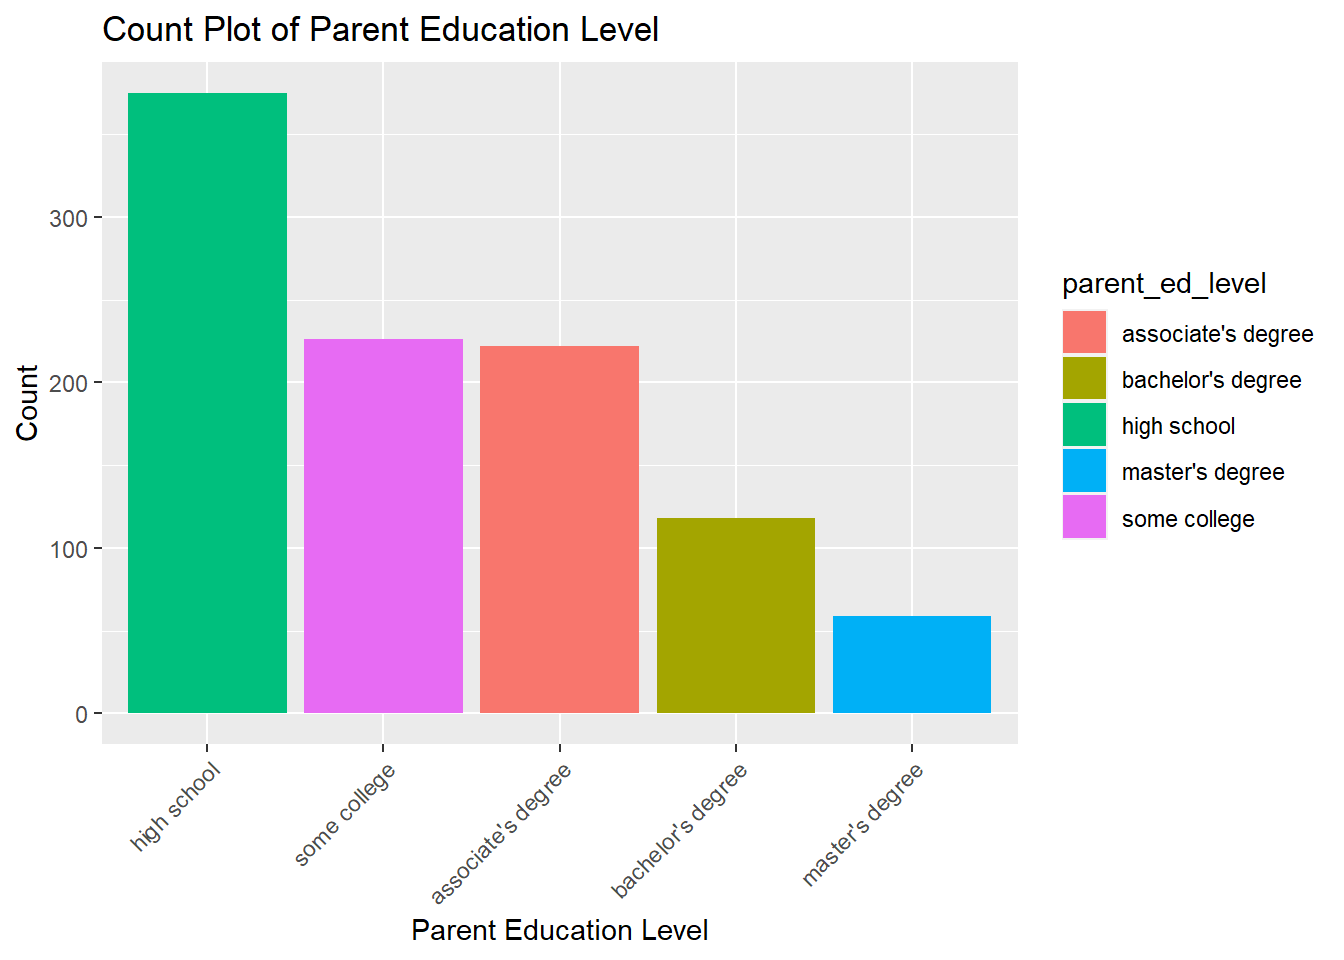 Count Plot of Parent Education Level
300
200
100
0
Count
high school
some college
associate's degree
bachelor's degree
master's degree
Parent Education Level
parent_ed_level
associate's degree
bachelor's degree
high school
master's degree
some college